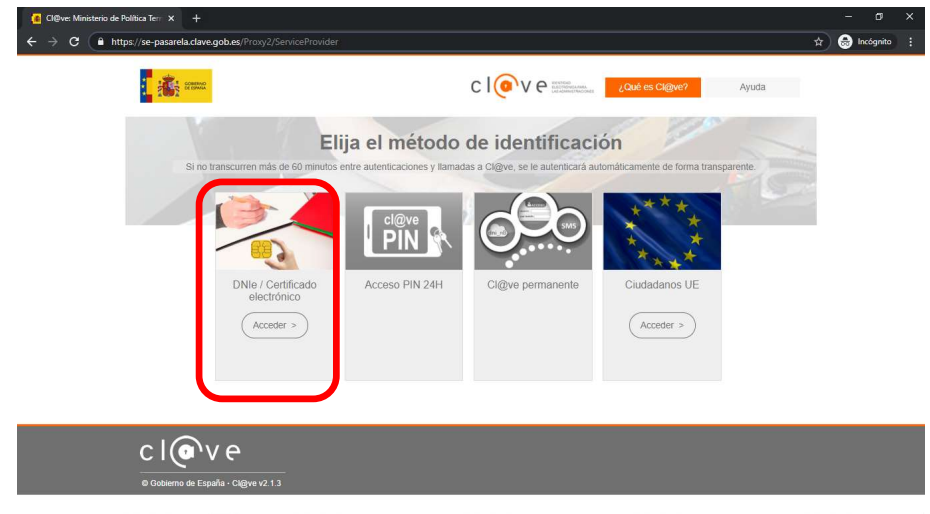 Cl@ve: Ministerio de Política Terr
https://se-pasarela.clave.gob.es/Proxy2/ServiceProvider
Incógnito
GOBIERNO
DE ESPAÑA
cl@ve
¿Qué es Cl@ve?
Ayuda
Elija el método de identificación
Si no transcurren más de 60 minutos entre autenticaciones y llamadas a Cl@ve, se le autenticará automáticamente de forma transparente.
cl@ve
PIN
SMS
DNIe / Certificado
electrónico
Acceso PIN 24H
Cl@ve permanente
Ciudadanos UE
Acceder >
Acceder >
cl@ve
© Gobierno de España - Cl@ve v2.1.3